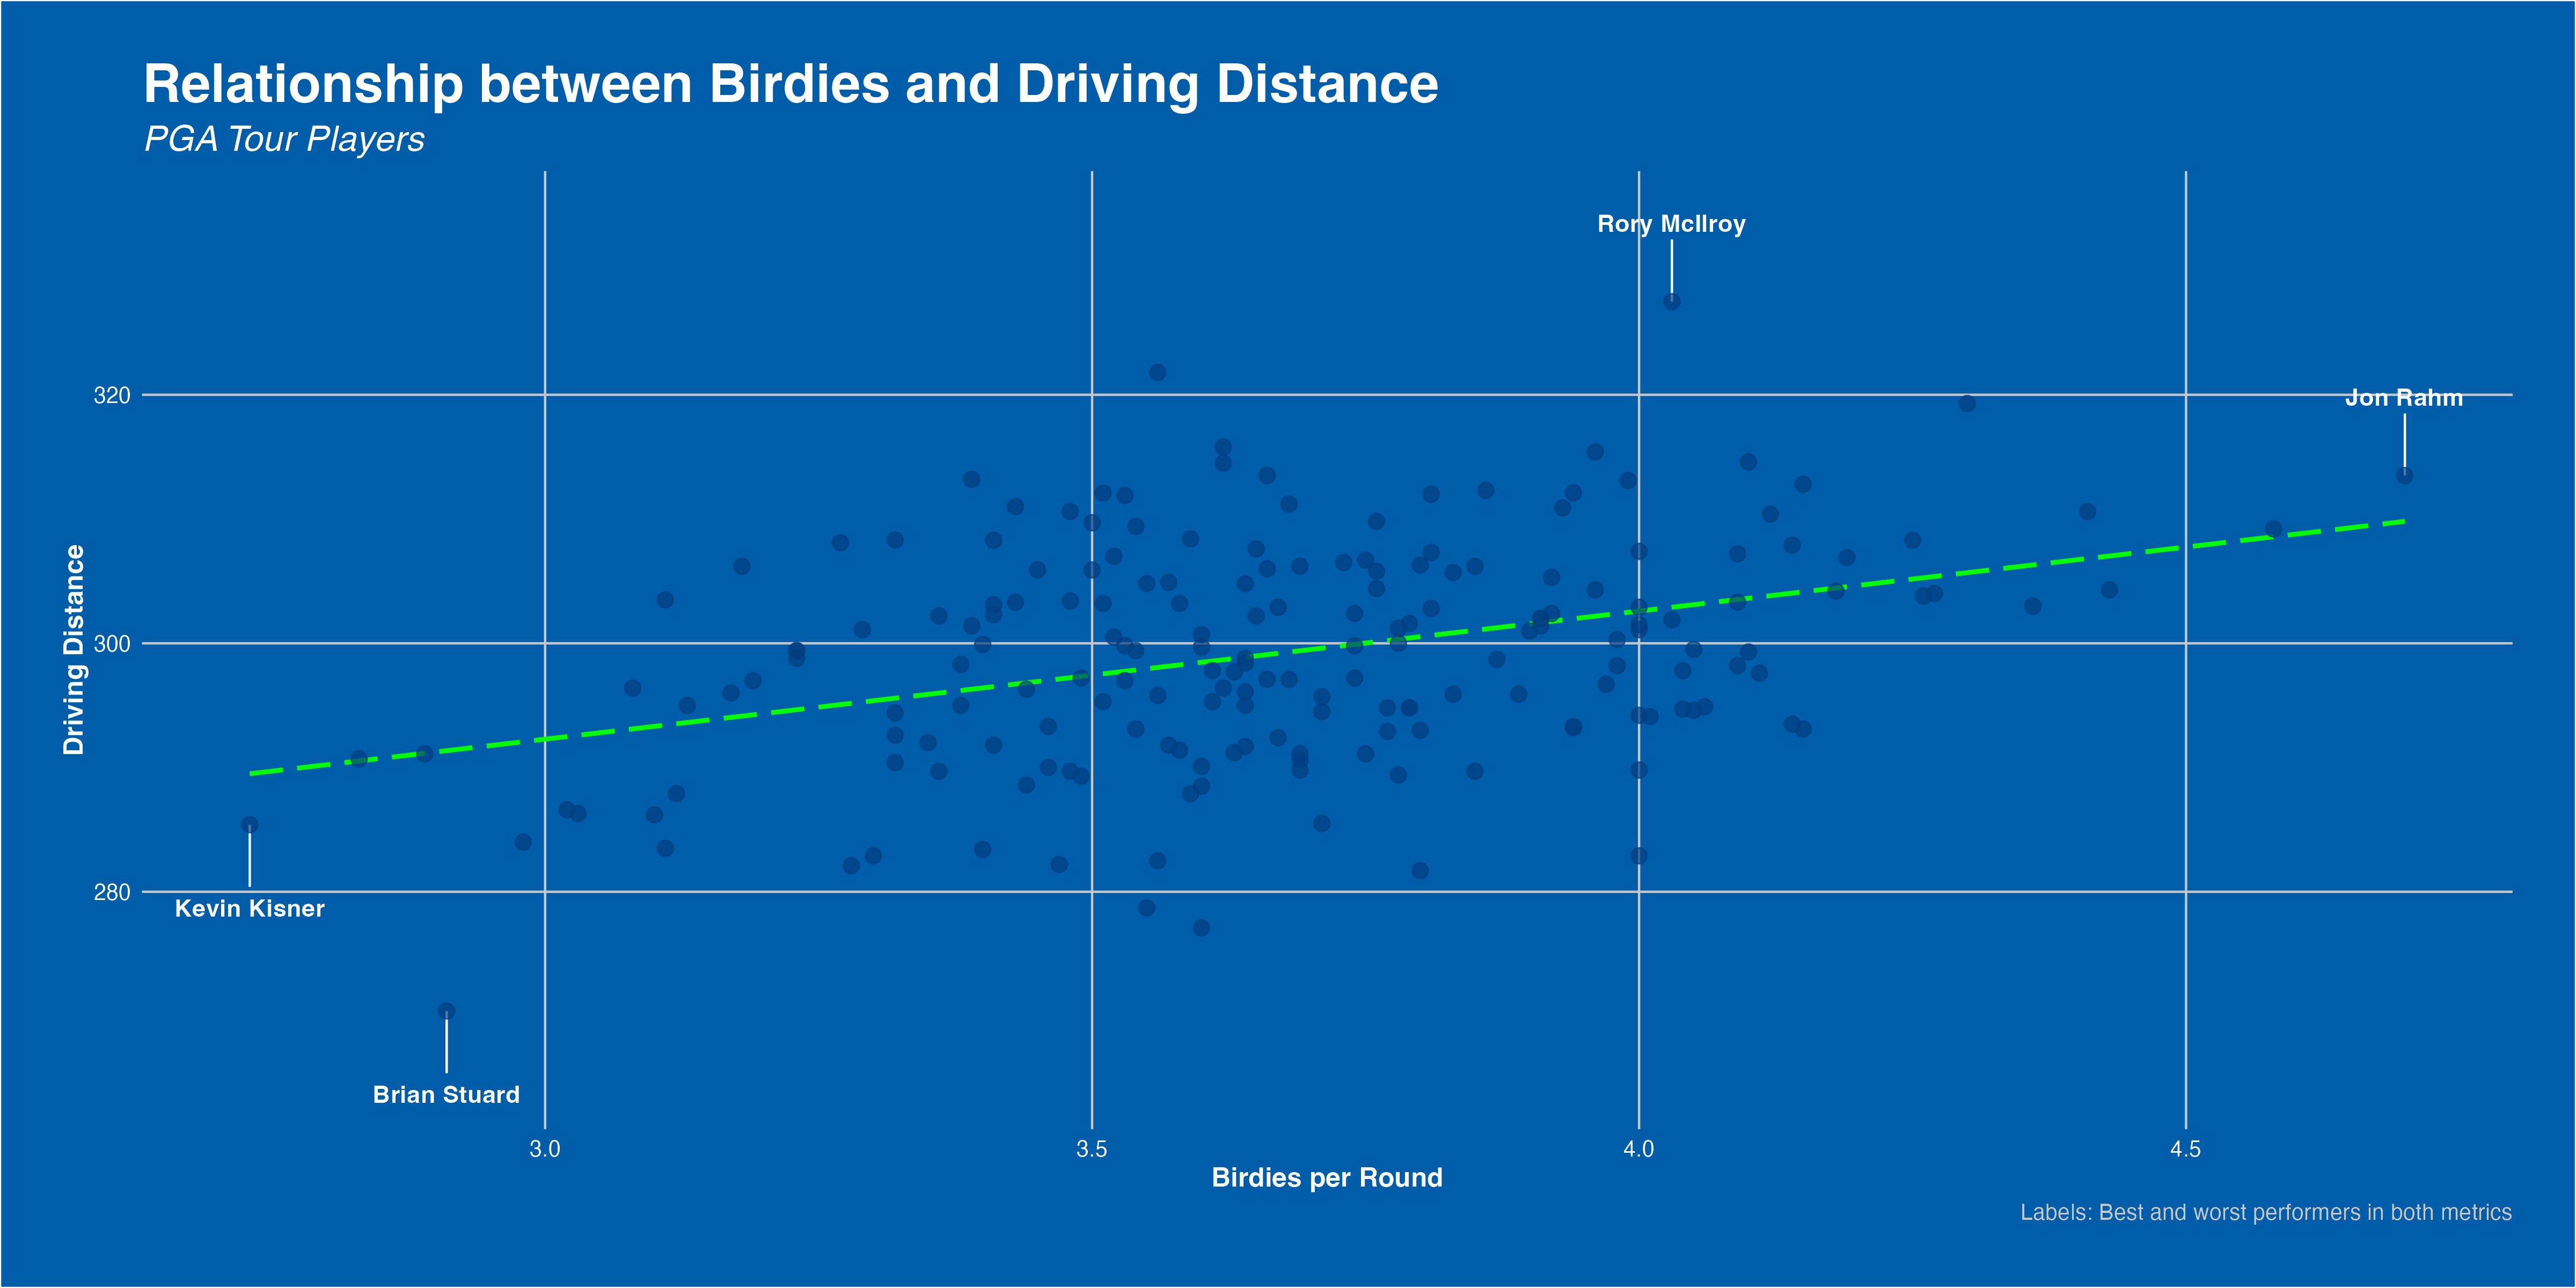 Relationship between Birdies and Driving Distance
PGA Tour Players
Rory McIlroy
Jon Rahm
Kevin Kisner
Brian Stuard
320
300
280
Driving Distance
3.0
3.5
4.0
4.5
Birdies per Round
Labels: Best and worst performers in both metrics